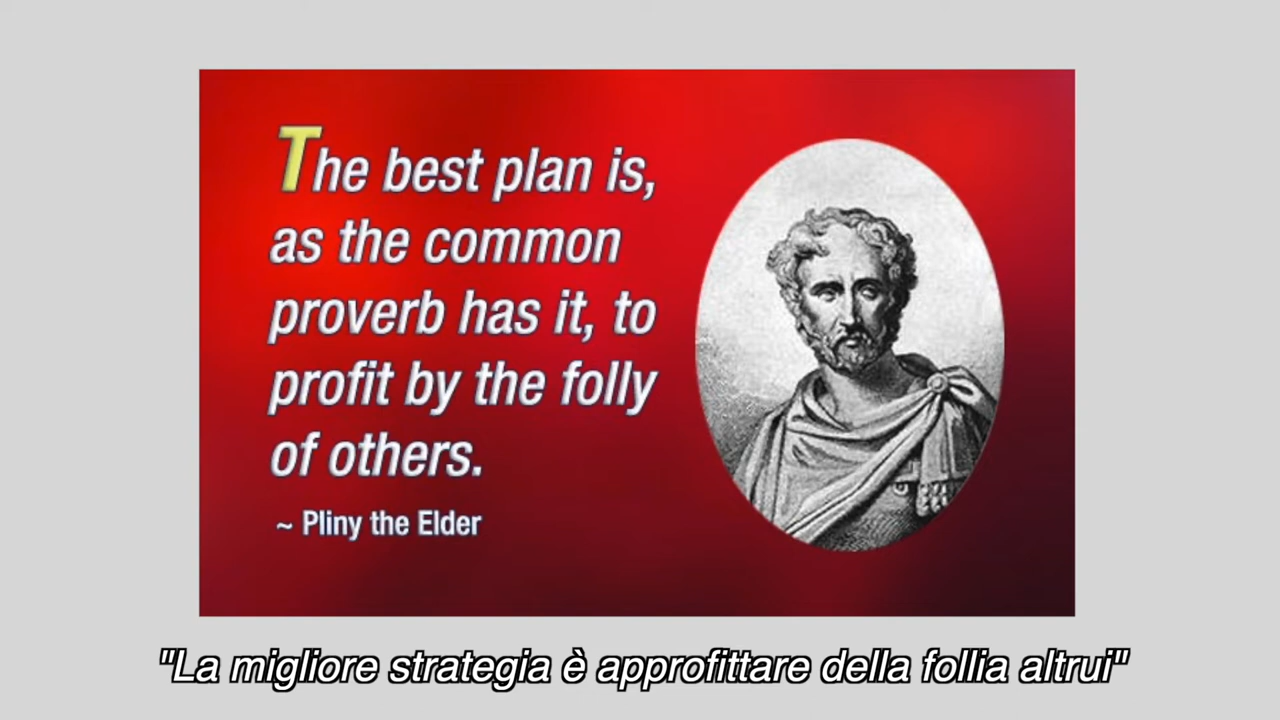 The best plan is,
as the common
proverb has it, to
profit by the folly
of others.
~ Pliny the Elder
"La migliore strategia è approfittare della follia altrui"